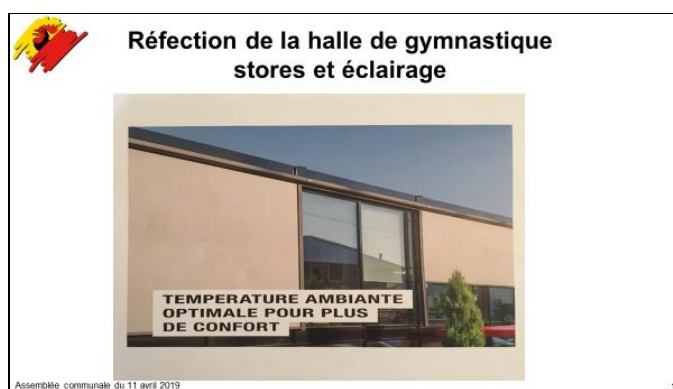 Réfection de la halle de gymnastique
stores et éclairage
TEMPERATURE AMBIANTE
OPTIMALE POUR PLUS
DE CONFORT
Assemblée communale du 11 avril 2019